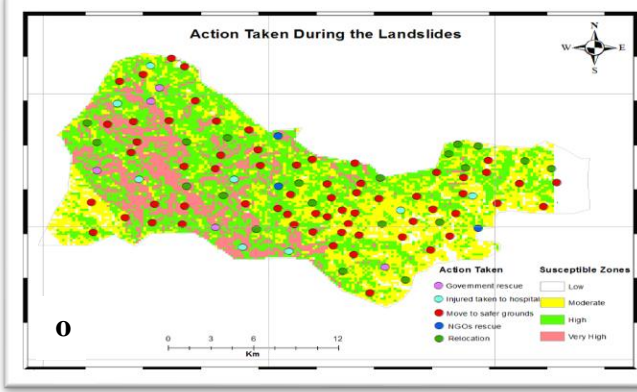 Action Taken During the Landslides
N
W E
S
Action Taken
Government rescue
Injured taken to hospital
Move to safer grounds
NGOs rescue
Relocation
Susceptible Zones
Low
Moderate
High
Very High
o
0 3 6 12
Km